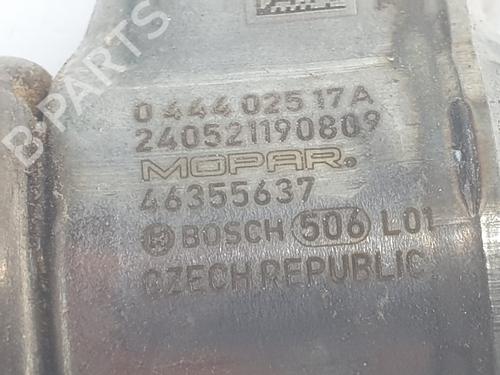 0 444 025 17A
240521190809
MOPAR®
46355637
BOSCH 506 L01
CZECH REPUBLIC
B-PARTS